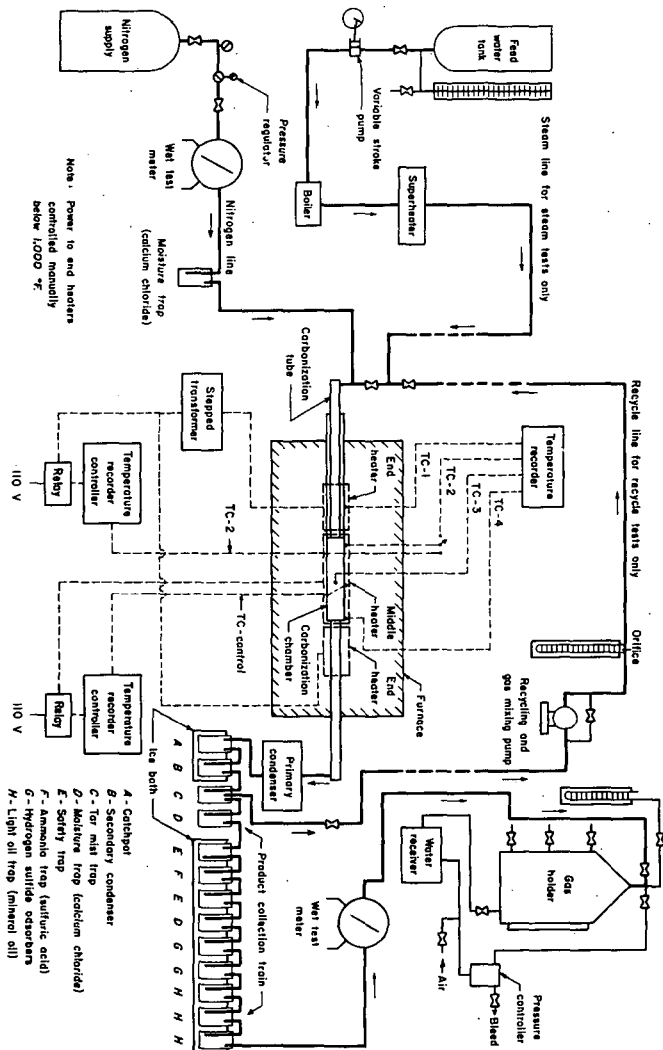 Nitrogen
supply
Pressure
regulator
Wet test
meter
Nitrogen line
Moisture trap
(calcium chloride)
Note: Power to end heaters
controlled manually
below 1,000 °F.
Feed
water
tank
Variable stroke
pump
Boiler
Superheater
Steam line for steam tests only
Carbonization
tube
Stepped
transformer
Relay
110 V
Temperature
recorder
controller
TC-2
End
heater
TC-1
TC-2
TC-3
TC-4
Temperature
recorder
Recycle line for recycle tests only
Middle
heater
Carbonization
chamber
End
heater
Furnace
TC-control
Temperature
recorder
controller
Relay
110 V
Orifice
Recycling and
gas mixing pump
Primary
condenser
Ice bath
A
B
C
D
E
F
E
D
G
G
H
H
H
Product collection train
Wet test
meter
Water
receiver
Gas
holder
Air
Pressure
controller
Bleed
A- Catchpot
B- Secondary condenser
C- Tar mist trap
D- Moisture trap (calcium chloride)
E- Safety trap
F- Ammonia trap (sulfuric acid)
G- Hydrogen sulfide adsorbers
H- Light oil trap (mineral oil)